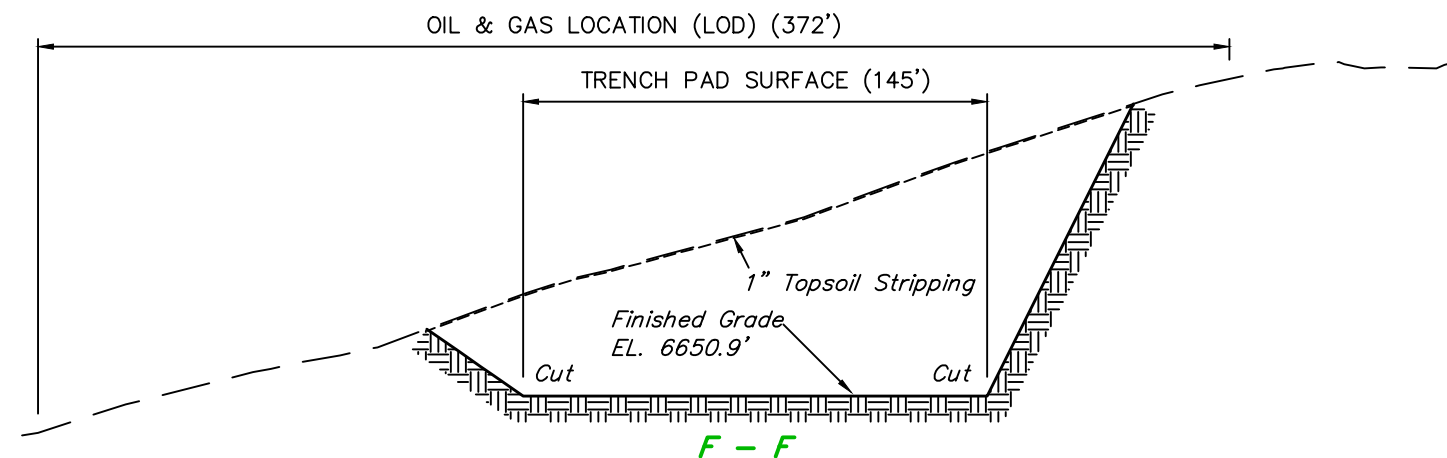 OIL & GAS LOCATION (LOD) (372')
TRENCH PAD SURFACE (145')
1" Topsoil Stripping
Finished Grade
EL. 6650.9'
Cut
Cut
F - F